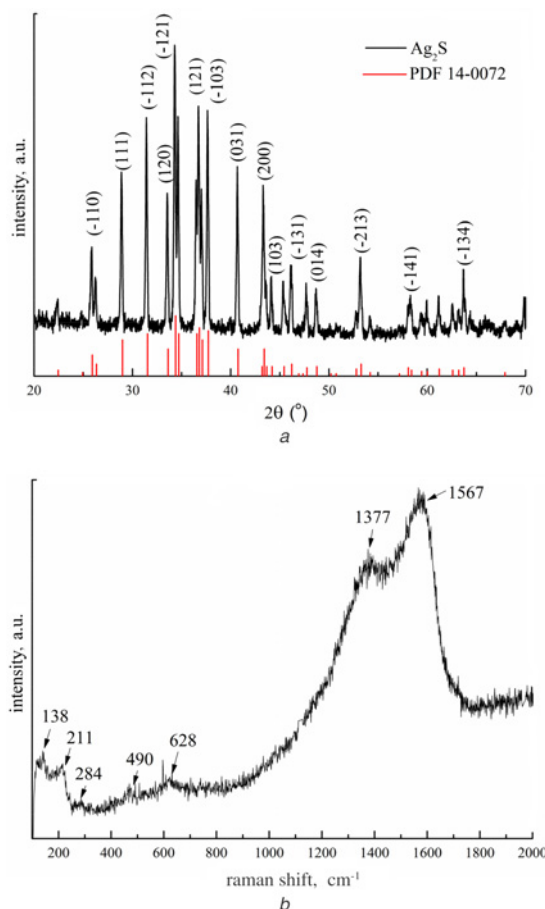 (-121)
Ag₂S
PDF 14-0072
(-112)
(121)
(-103)
(111)
(120)
(031)
(200)
(-110)
(103)
(-131)
(014)
(-213)
(-141)
(-134)
intensity, a.u.
20 30 40 50 60 70
2θ (°)
a
1567
1377
138
211
284
490
628
intensity, a.u.
200 400 600 800 1000 1200 1400 1600 1800 2000
raman shift, cm⁻¹
b